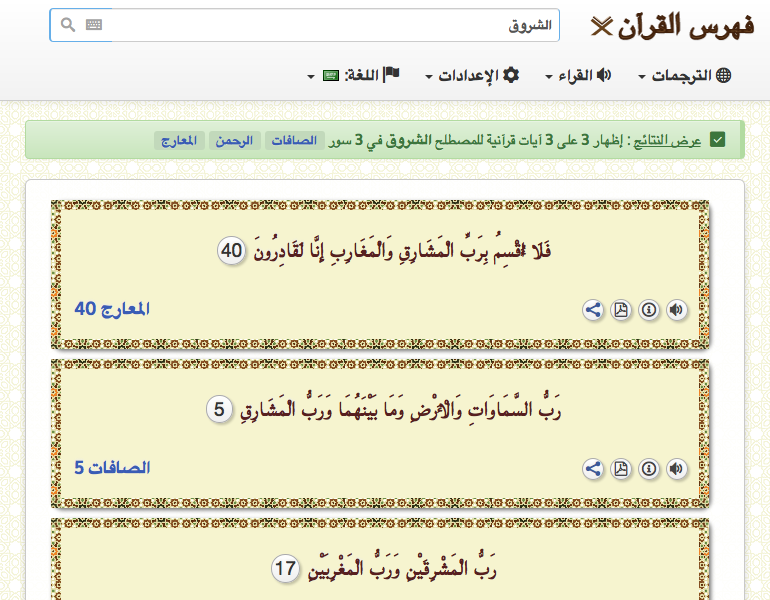 فهرس القرآن
الشروق
الترجمات القراء الإعدادات اللغة:
عرض النتائج : إظهار 3 على 3 آيات قرآنية للمصطلح الشروق في 3 سور الصافات الرحمن المعارج
فَلَا أُقْسِمُ بِرَبِّ الْمَشَارِقِ وَالْمَغَارِبِ إِنَّا لَقَادِرُونَ 40
المعارج 40
رَبُّ السَّمَاوَاتِ وَالْأَرْضِ وَمَا بَيْنَهُمَا وَرَبُّ الْمَشَارِقِ 5
الصافات 5
رَبُّ الْمَشْرِقَيْنِ وَرَبُّ الْمَغْرِبَيْنِ 17